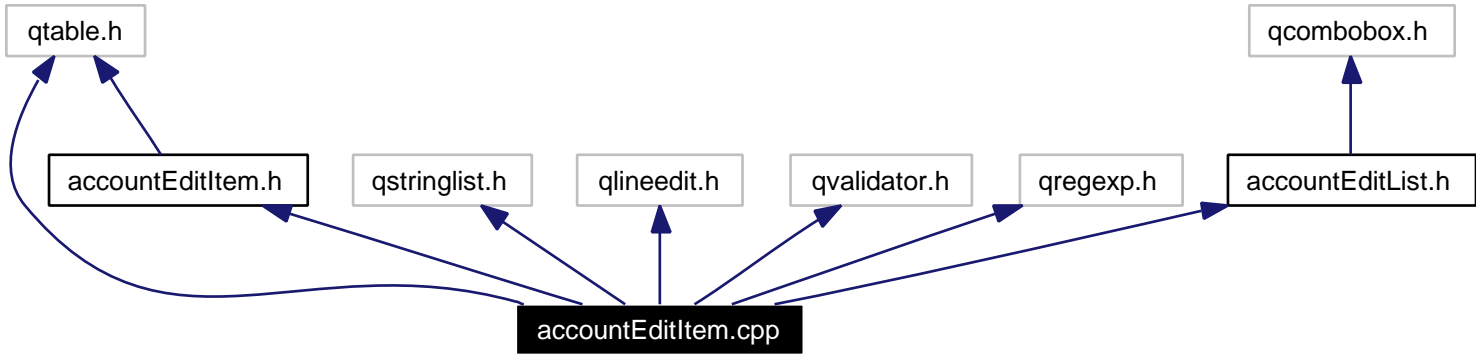 qtable.h
qcombobox.h
accountEditItem.h
qstringlist.h
qlineedit.h
qvalidator.h
qregexp.h
accountEditList.h
accountEditItem.cpp